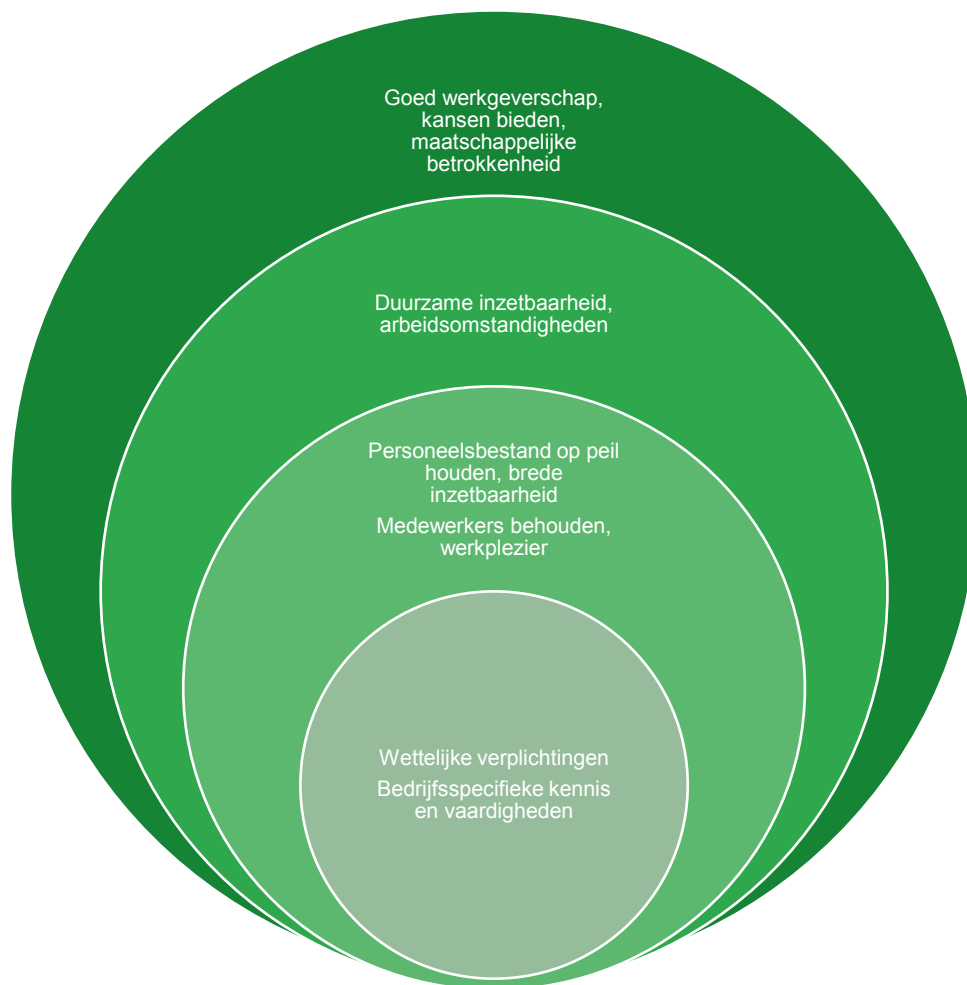 Goed werkgeverschap,
kansen bieden,
maatschappelijke
betrokkenheid
Duurzame inzetbaarheid,
arbeidsomstandigheden
Personeelsbestand op peil
houden, brede
inzetbaarheid
Medewerkers behouden,
werkplezier
Wettelijke verplichtingen
Bedrijfsspecifieke kennis
en vaardigheden